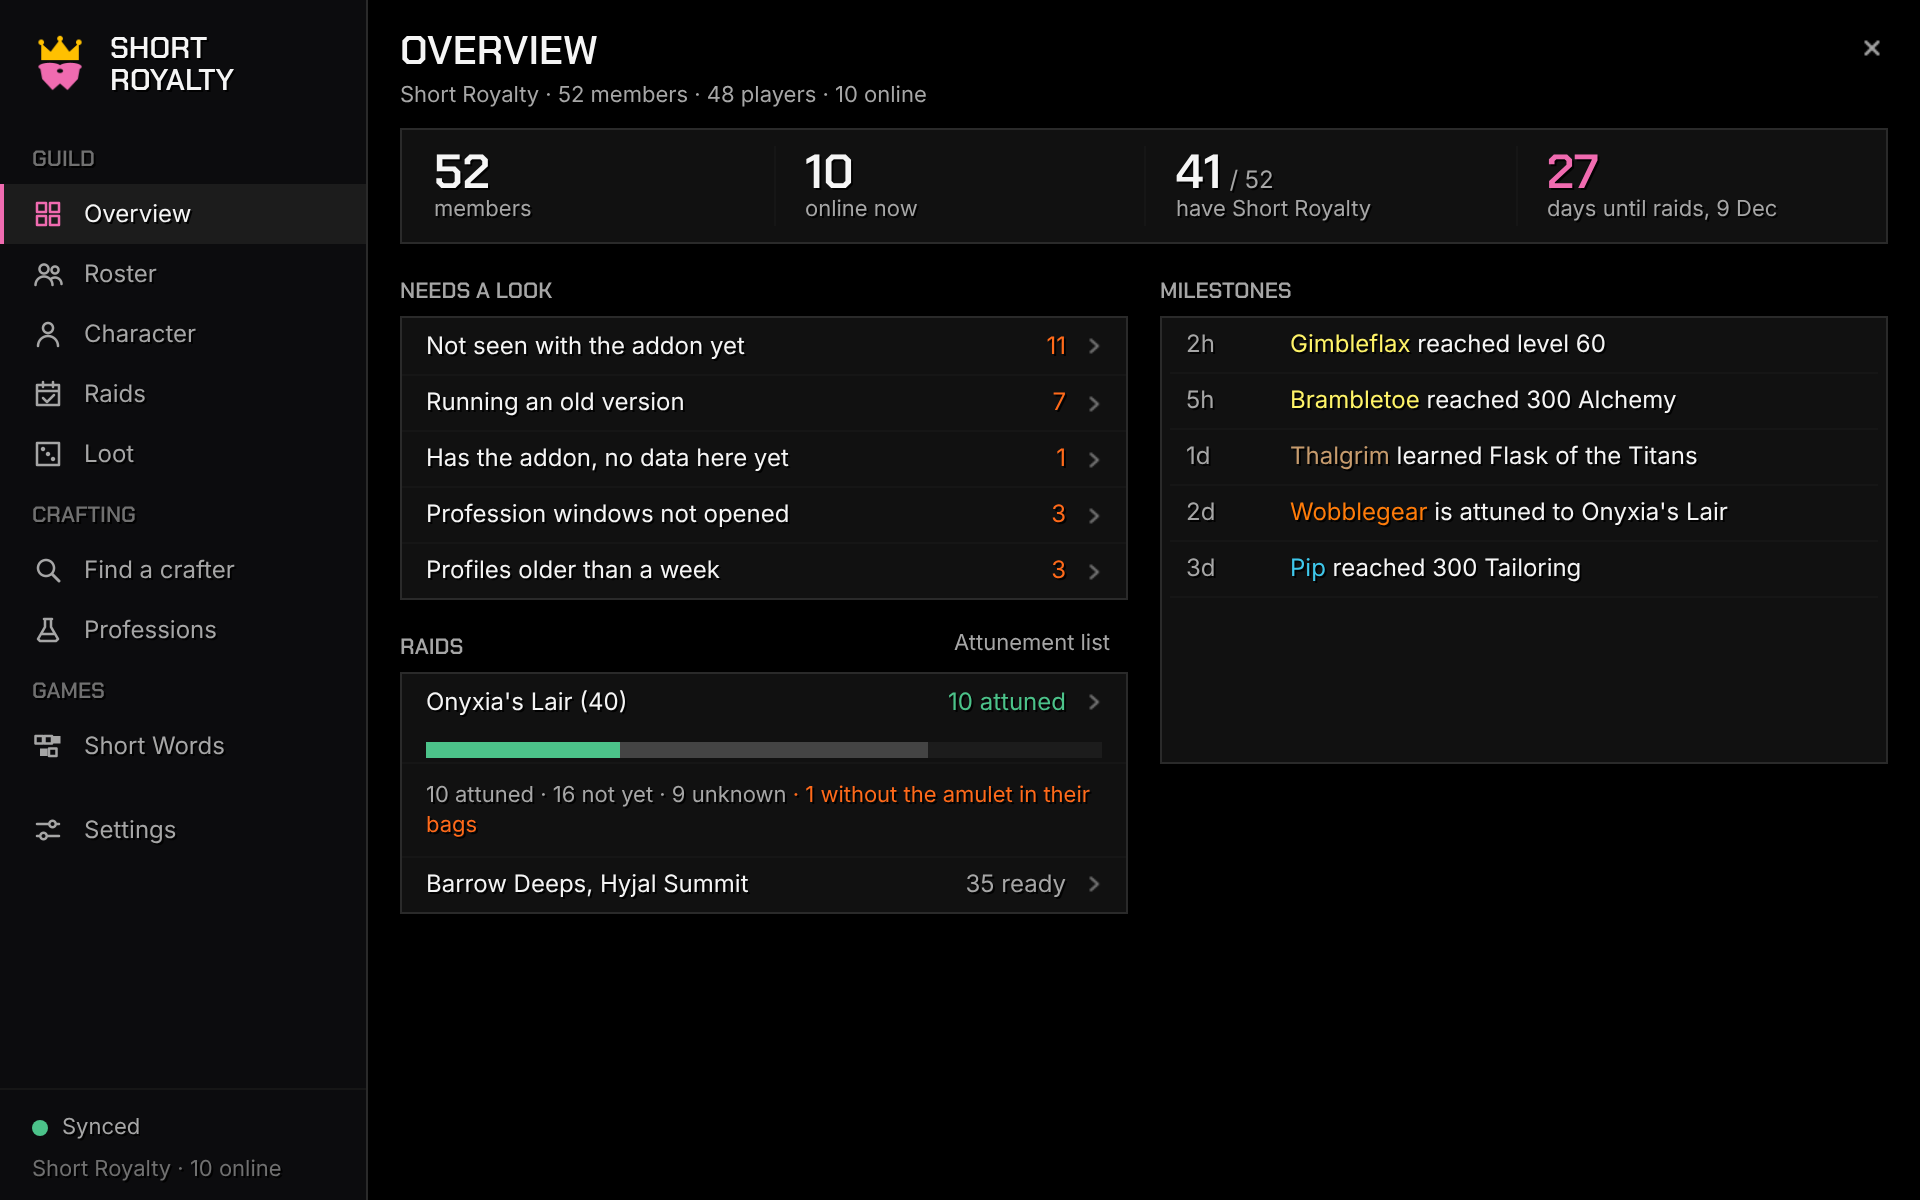 SHORT
ROYALTY
GUILD
Overview
Roster
Character
Raids
Loot
CRAFTING
Find a crafter
Professions
GAMES
Short Words
Settings
Synced
Short Royalty · 10 online
OVERVIEW
Short Royalty · 52 members · 48 players · 10 online
52
members
10
online now
41 / 52
have Short Royalty
27
days until raids, 9 Dec
NEEDS A LOOK
Not seen with the addon yet 11
Running an old version 7
Has the addon, no data here yet 1
Profession windows not opened 3
Profiles older than a week 3
RAIDS Attunement list
Onyxia's Lair (40) 10 attuned
10 attuned · 16 not yet · 9 unknown · 1 without the amulet in their
bags
Barrow Deeps, Hyjal Summit 35 ready
MILESTONES
2h Gimbleflax reached level 60
5h Brambletoe reached 300 Alchemy
1d Thalgrim learned Flask of the Titans
2d Wobblegear is attuned to Onyxia's Lair
3d Pip reached 300 Tailoring